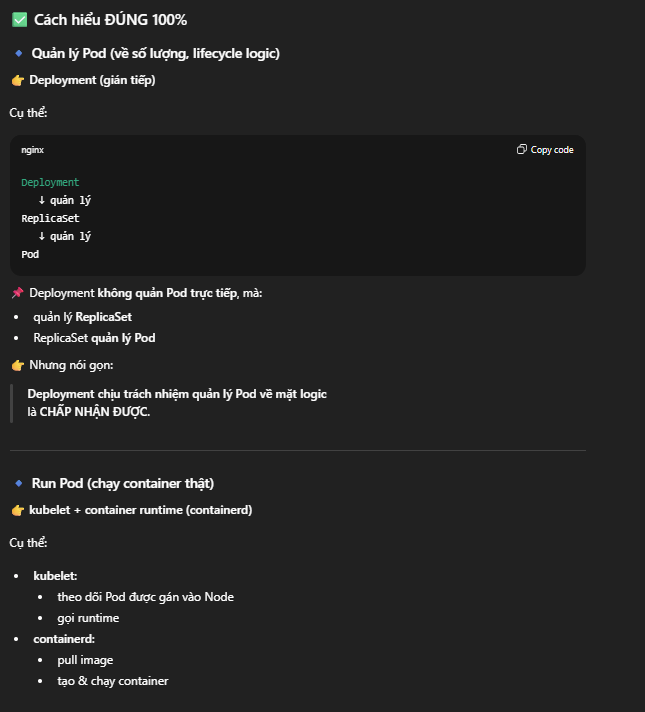 ✅ Cách hiểu ĐÚNG 100%
🔹 Quản lý Pod (về số lượng, lifecycle logic)
👉 Deployment (gián tiếp)
Cụ thể:
nginx Copy code
Deployment
↓ quản lý
ReplicaSet
↓ quản lý
Pod
📌 Deployment không quản Pod trực tiếp, mà:
• quản lý ReplicaSet
• ReplicaSet quản lý Pod
👉 Nhưng nói gọn:
Deployment chịu trách nhiệm quản lý Pod về mặt logic
là CHẤP NHẬN ĐƯỢC.
🔹 Run Pod (chạy container thật)
👉 kubelet + container runtime (containerd)
Cụ thể:
• kubelet:
• theo dõi Pod được gán vào Node
• gọi runtime
• containerd:
• pull image
• tạo & chạy container